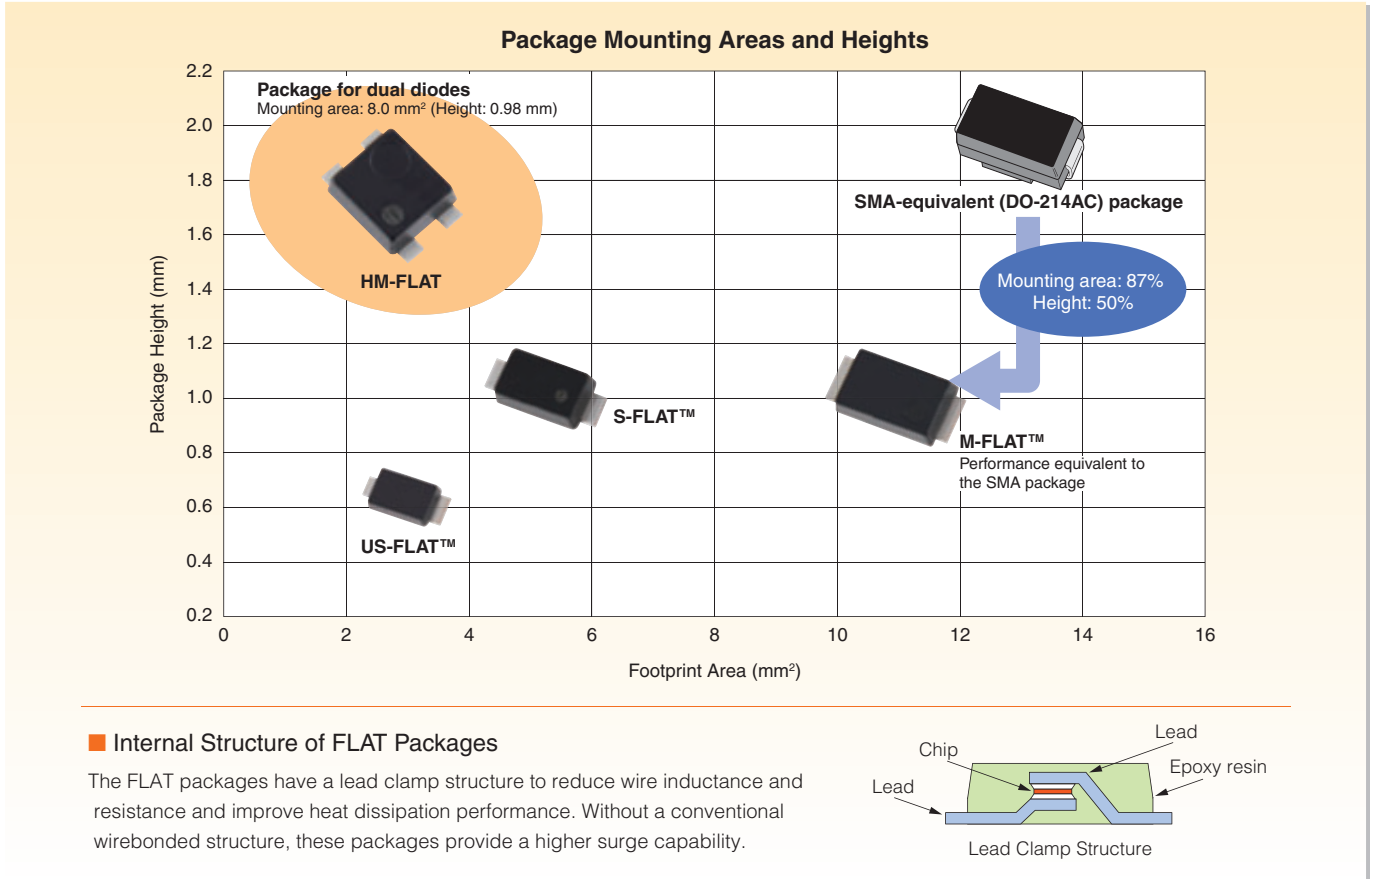 Package Mounting Areas and Heights
2.2
2.0
1.8
1.6
1.4
1.2
1.0
0.8
0.6
0.4
0.2
Package Height (mm)
Package for dual diodes
Mounting area: 8.0 mm² (Height: 0.98 mm)
HM-FLAT
SMA-equivalent (DO-214AC) package
Mounting area: 87%
Height: 50%
S-FLAT™
M-FLAT™
Performance equivalent to
the SMA package
US-FLAT™
0 2 4 6 8 10 12 14 16
Footprint Area (mm²)
Internal Structure of FLAT Packages
The FLAT packages have a lead clamp structure to reduce wire inductance and
resistance and improve heat dissipation performance. Without a conventional
wirebonded structure, these packages provide a higher surge capability.
Lead
Chip
Epoxy resin
Lead
Lead Clamp Structure